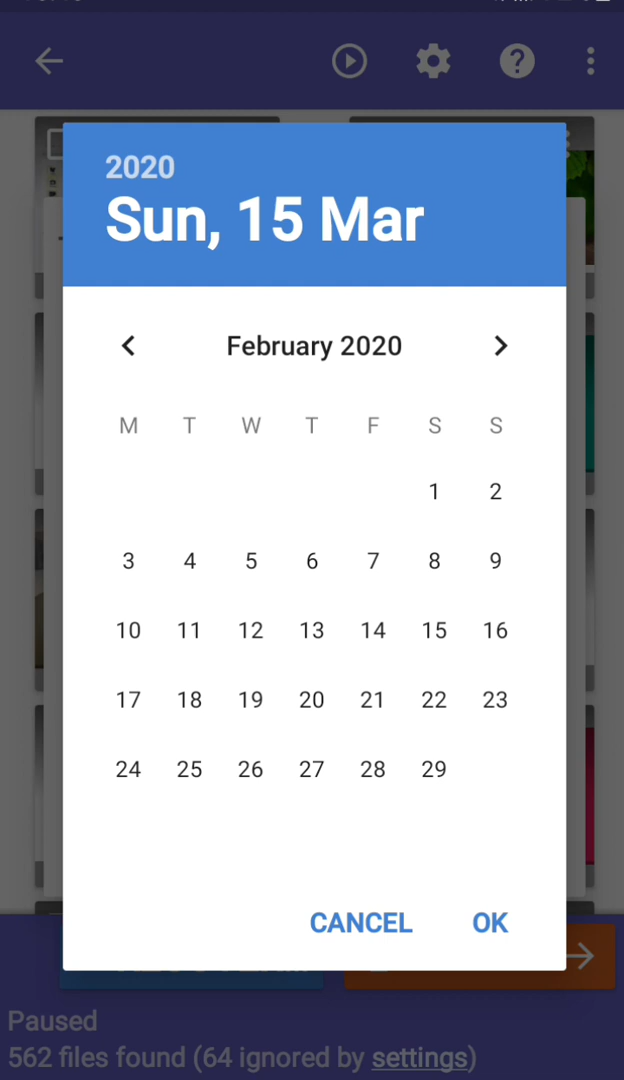 2020
Sun, 15 Mar
February 2020
M T W T F S S
1 2
3 4 5 6 7 8 9
10 11 12 13 14 15 16
17 18 19 20 21 22 23
24 25 26 27 28 29
CANCEL OK
Paused
562 files found (64 ignored by settings)